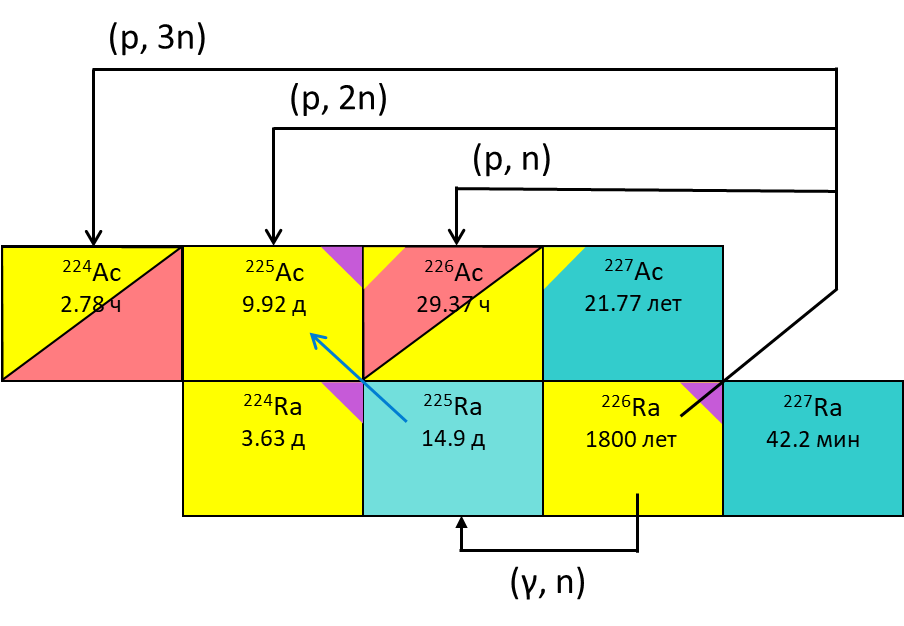 (p, 3n)
(p, 2n)
(p, n)
²²⁴Ac
2.78 ч
²²⁵Ac
9.92 д
²²⁶Ac
29.37 ч
²²⁷Ac
21.77 лет
²²⁴Ra
3.63 д
²²⁵Ra
14.9 д
²²⁶Ra
1800 лет
²²⁷Ra
42.2 мин
(γ, n)